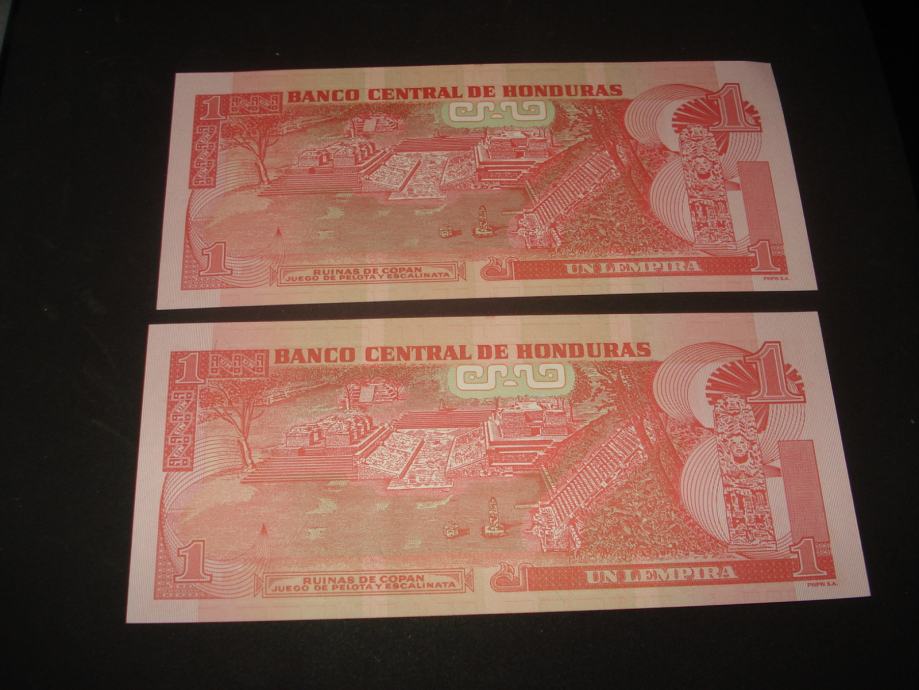 1 BANCO CENTRAL DE HONDURAS 1
1 RUINAS DE COPAN
JUEGO DE PELOTA Y ESCALINATA
UN LEMPIRA 1
1 BANCO CENTRAL DE HONDURAS 1
1 RUINAS DE COPAN
JUEGO DE PELOTA Y ESCALINATA
UN LEMPIRA 1